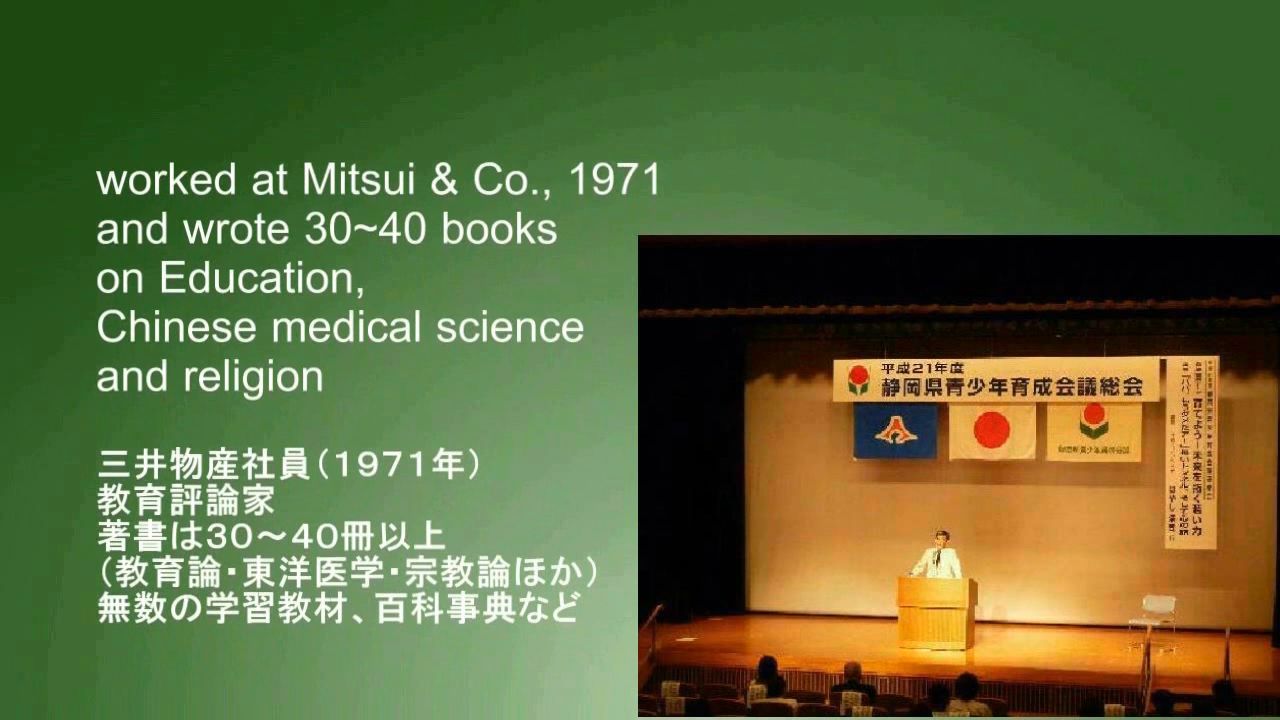 worked at Mitsui & Co., 1971
and wrote 30~40 books
on Education,
Chinese medical science
and religion
三井物産社員(1971年)
教育評論家
著書は30~40冊以上
(教育論・東洋医学・宗教論ほか)
無数の学習教材、百科事典など
平成21年度
静岡県青少年育成会議総会